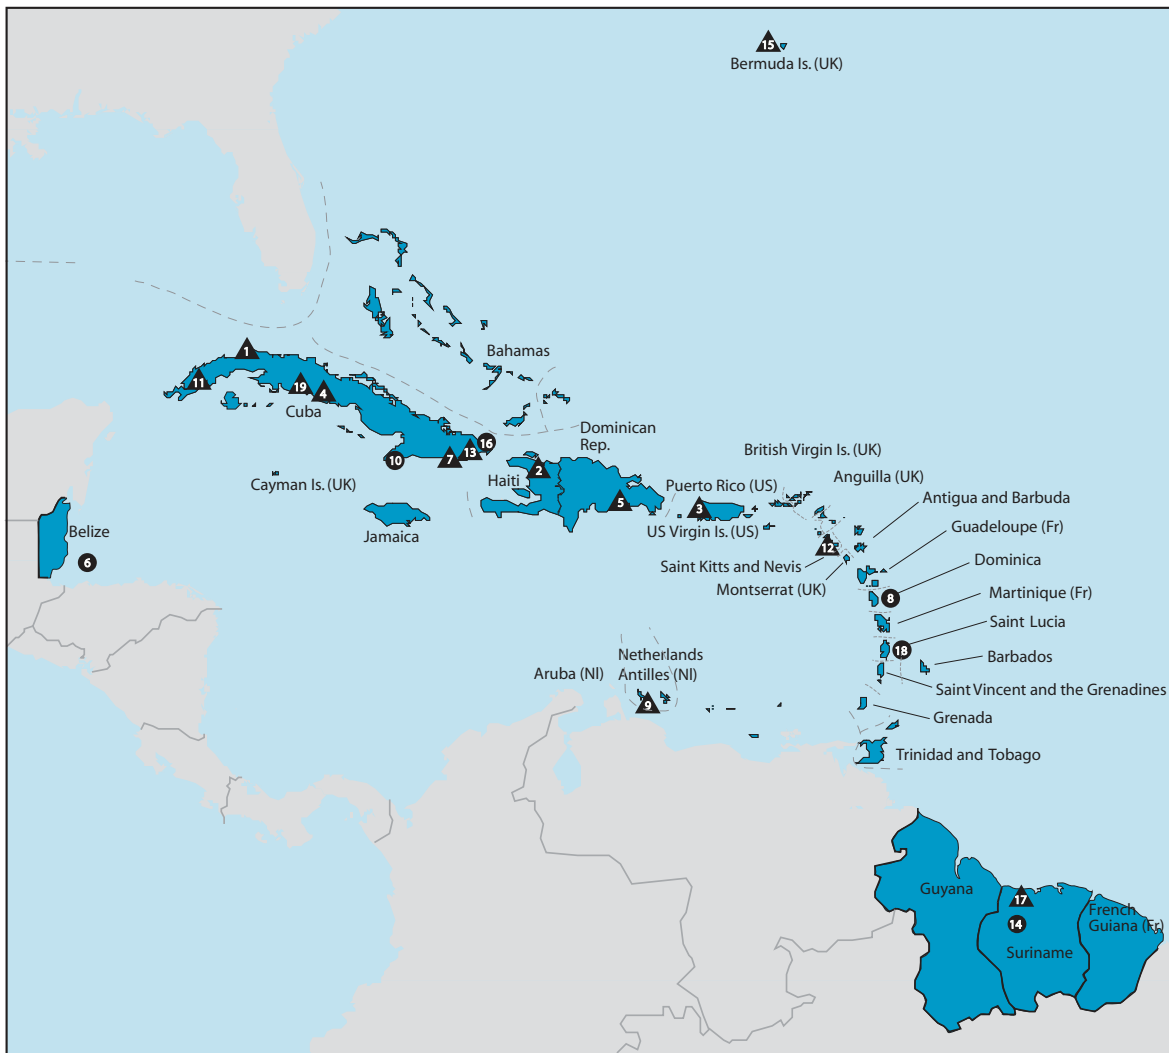 15
Bermuda Is. (UK)
1
Bahamas
11
19
4
Cuba
Dominican
Rep.
16
13
7
10
2
British Virgin Is. (UK)
Cayman Is. (UK)
Haiti
Puerto Rico (US)
Anguilla (UK)
5
3
Antigua and Barbuda
Jamaica
US Virgin Is. (US)
Guadeloupe (Fr)
Belize
12
6
Saint Kitts and Nevis
Dominica
Montserrat (UK)
8
Martinique (Fr)
Saint Lucia
18
Barbados
Netherlands
Aruba (Nl)
Antilles (Nl)
Saint Vincent and the Grenadines
9
Grenada
Trinidad and Tobago
Guyana
17
French
Guiana (Fr)
14
Suriname